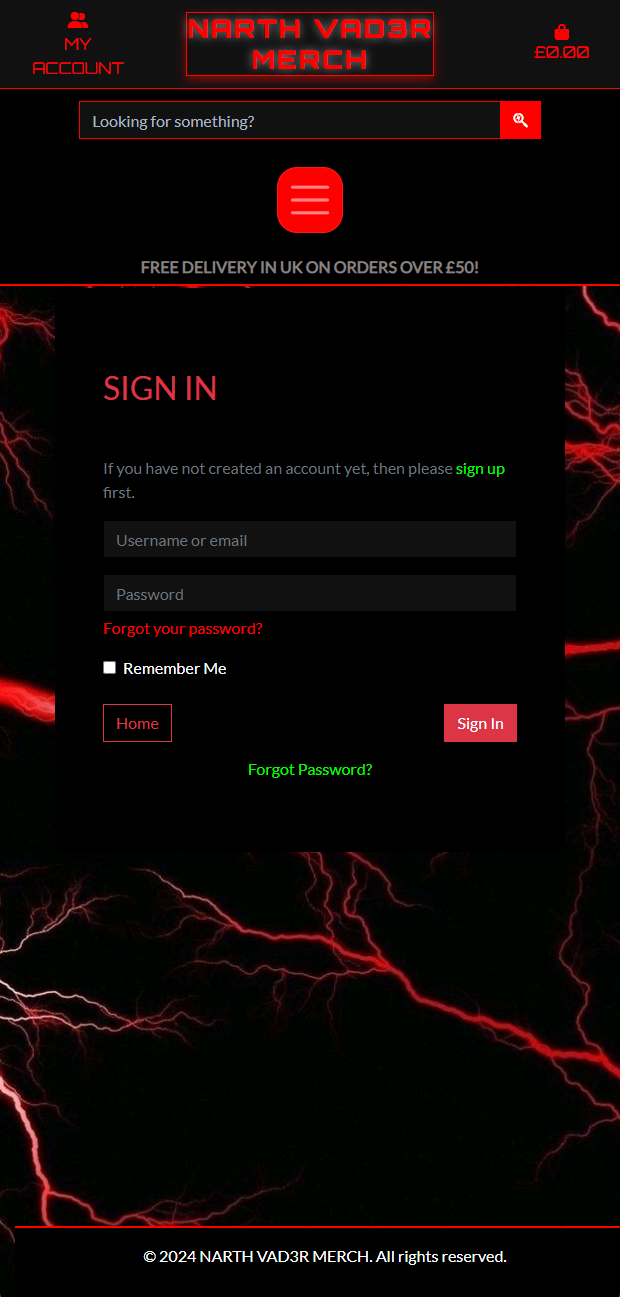 MY
ACCOUNT
NARTH VAD3R
MERCH
£0.00
Looking for something?
FREE DELIVERY IN UK ON ORDERS OVER £50!
SIGN IN
If you have not created an account yet, then please sign up
first.
Username or email
Password
Forgot your password?
Remember Me
Home
Sign In
Forgot Password?
© 2024 NARTH VAD3R MERCH. All rights reserved.